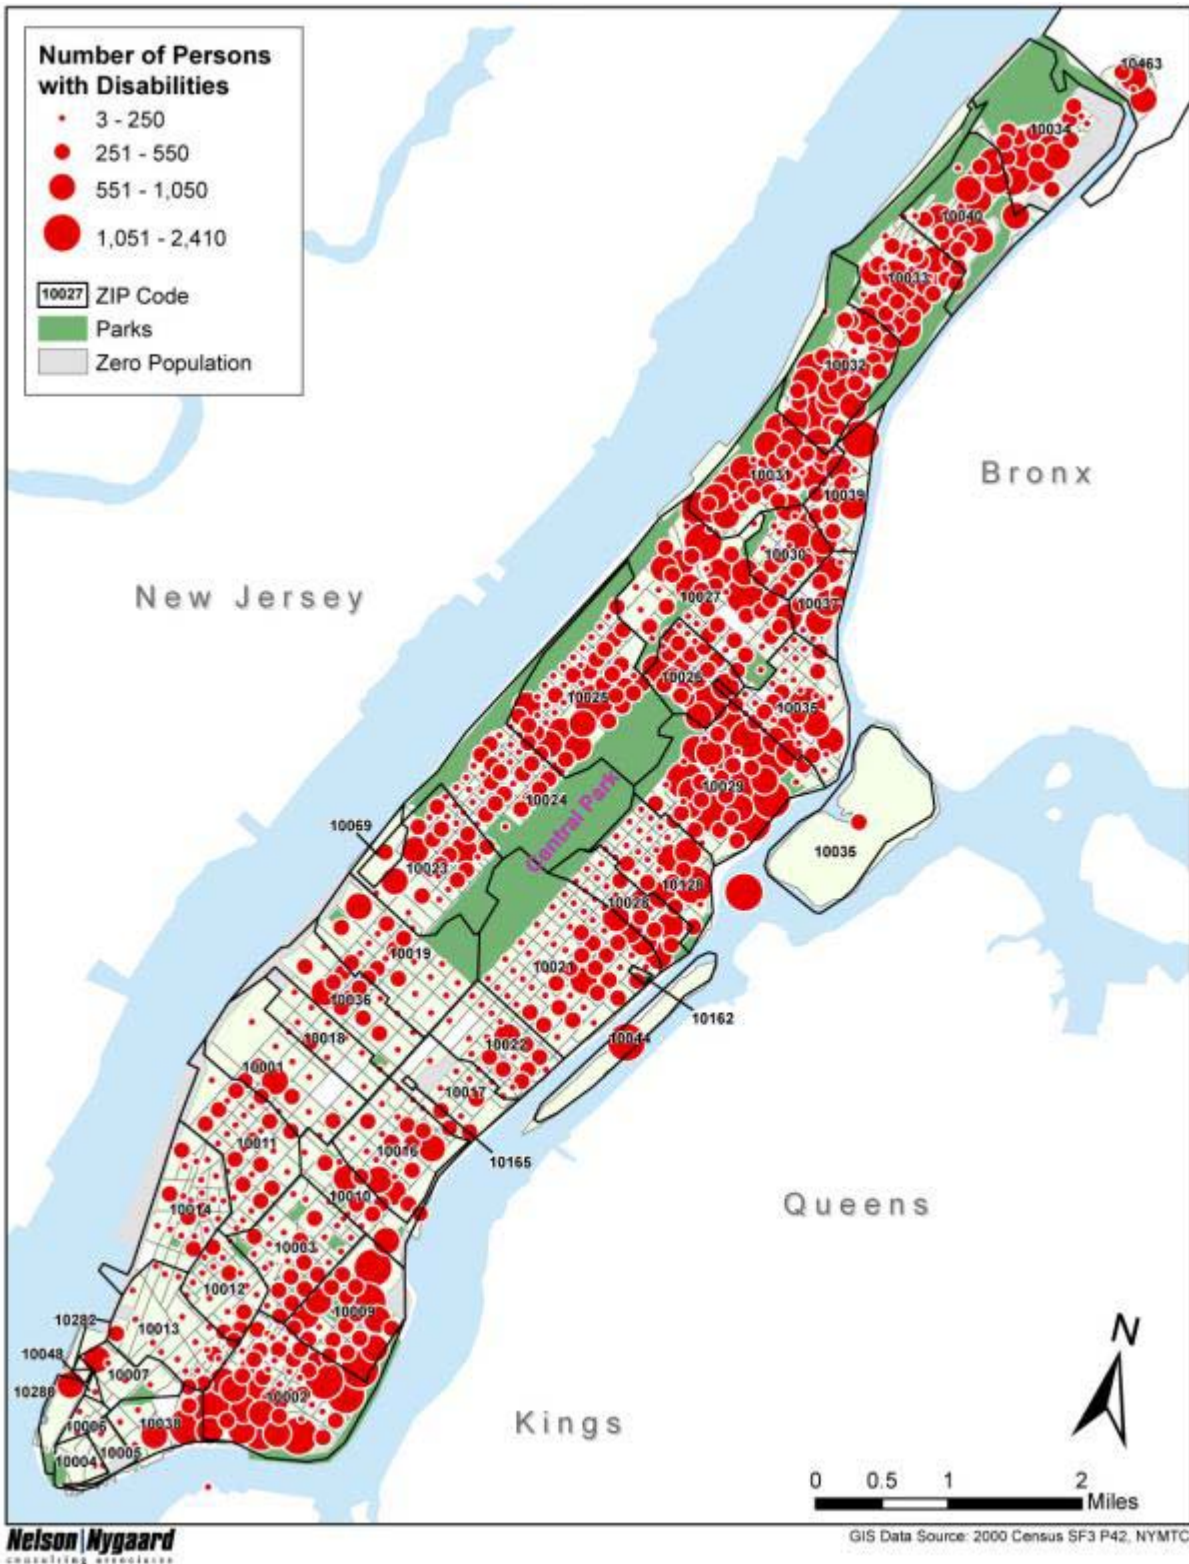 Number of Persons
with Disabilities
3 - 250
251 - 550
551 - 1,050
1,051 - 2,410
10027 ZIP Code
Parks
Zero Population
10463
10034
10040
10033
10032
Bronx
10031
10039
10030
New Jersey
10027
10037
10026
10025
10035
10029
10024
Central Park
10069
10035
10023
10128
10028
10019
10021
10036
10162
10018
10022
10044
10001
10017
10011
10016
10165
10010
Queens
10014
10003
10012
10009
10282
10013
10048
10007
10280
10002
10006
10038
Kings
10005
10004
N
0 0.5 1 2
Miles
Nelson|Nygaard
consulting associates
GIS Data Source: 2000 Census SF3 P42, NYMTC